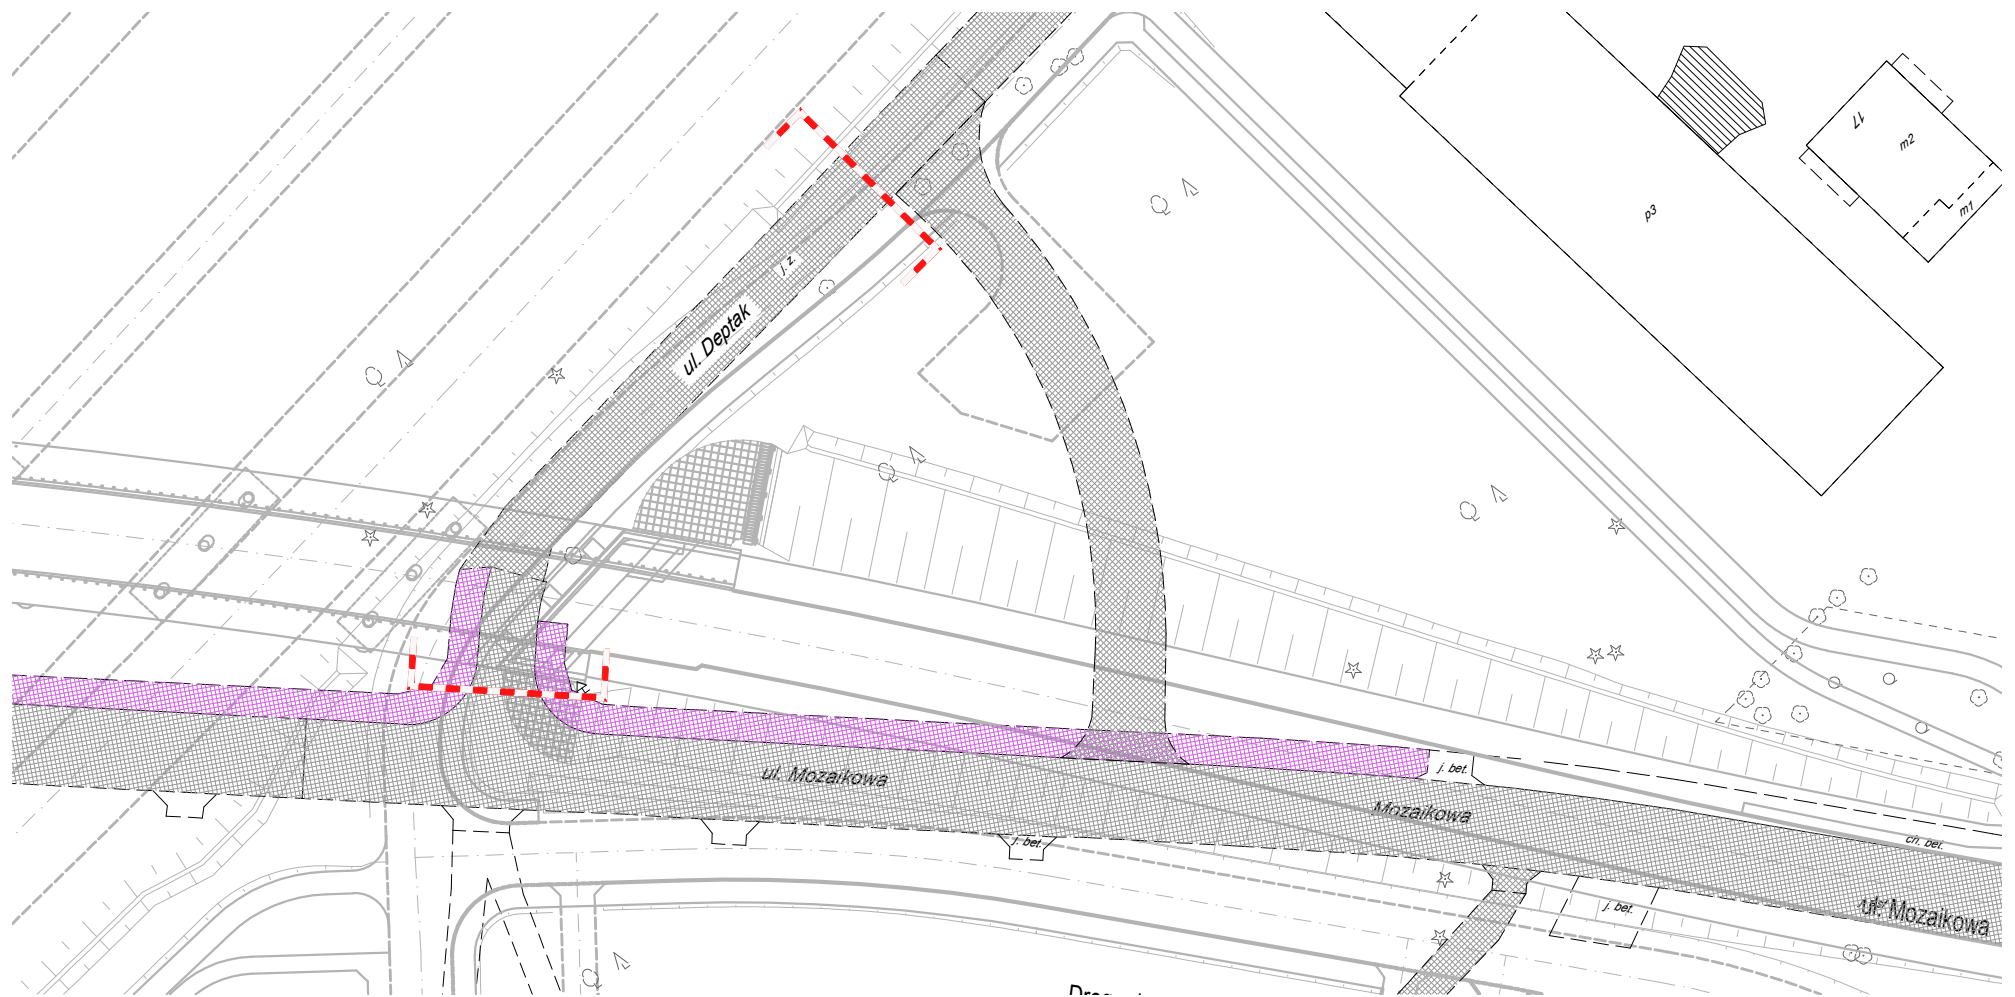 17
m2
m1
p3
j. z.
ul. Deptak
ul. Mozaikowa
j. bet.
Mozaikowa
ch. bet.
j. bet.
j. bet.
ul. Mozaikowa